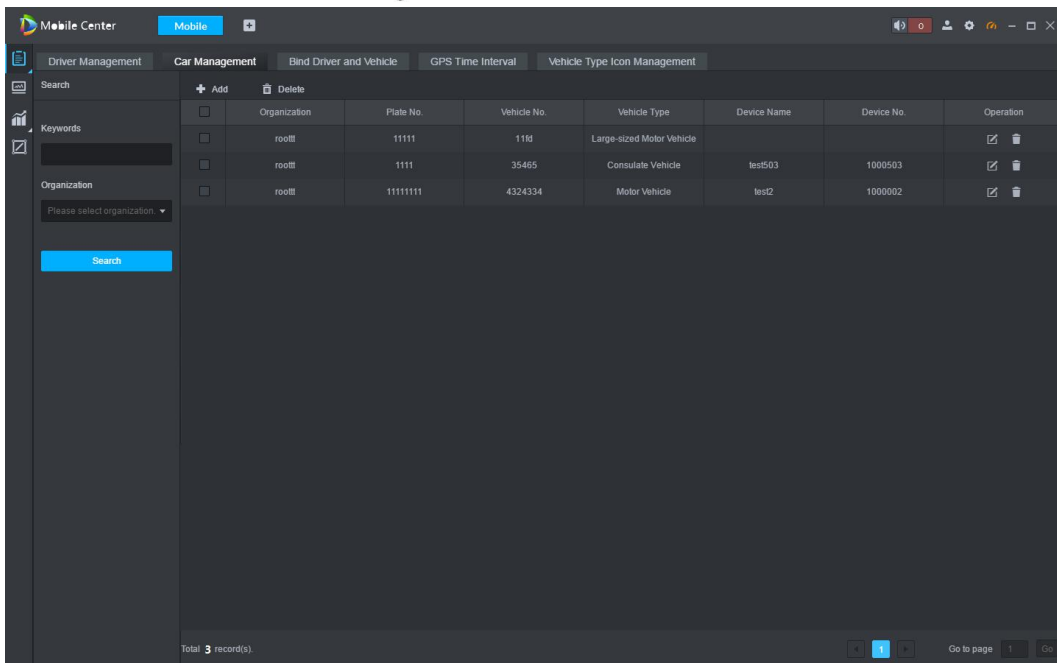 Mobile Center Mobile 0
Driver Management Car Management Bind Driver and Vehicle GPS Time Interval Vehicle Type Icon Management
Search
Add Delete
Organization Plate No. Vehicle No. Vehicle Type Device Name Device No. Operation
Keywords
roottt 11111 11fd Large-sized Motor Vehicle
roottt 1111 35465 Consulate Vehicle test503 1000503
Organization
roottt 11111111 4324334 Motor Vehicle test2 1000002
Please select organization.
Search
Total 3 record(s).
1 Go to page 1 Go